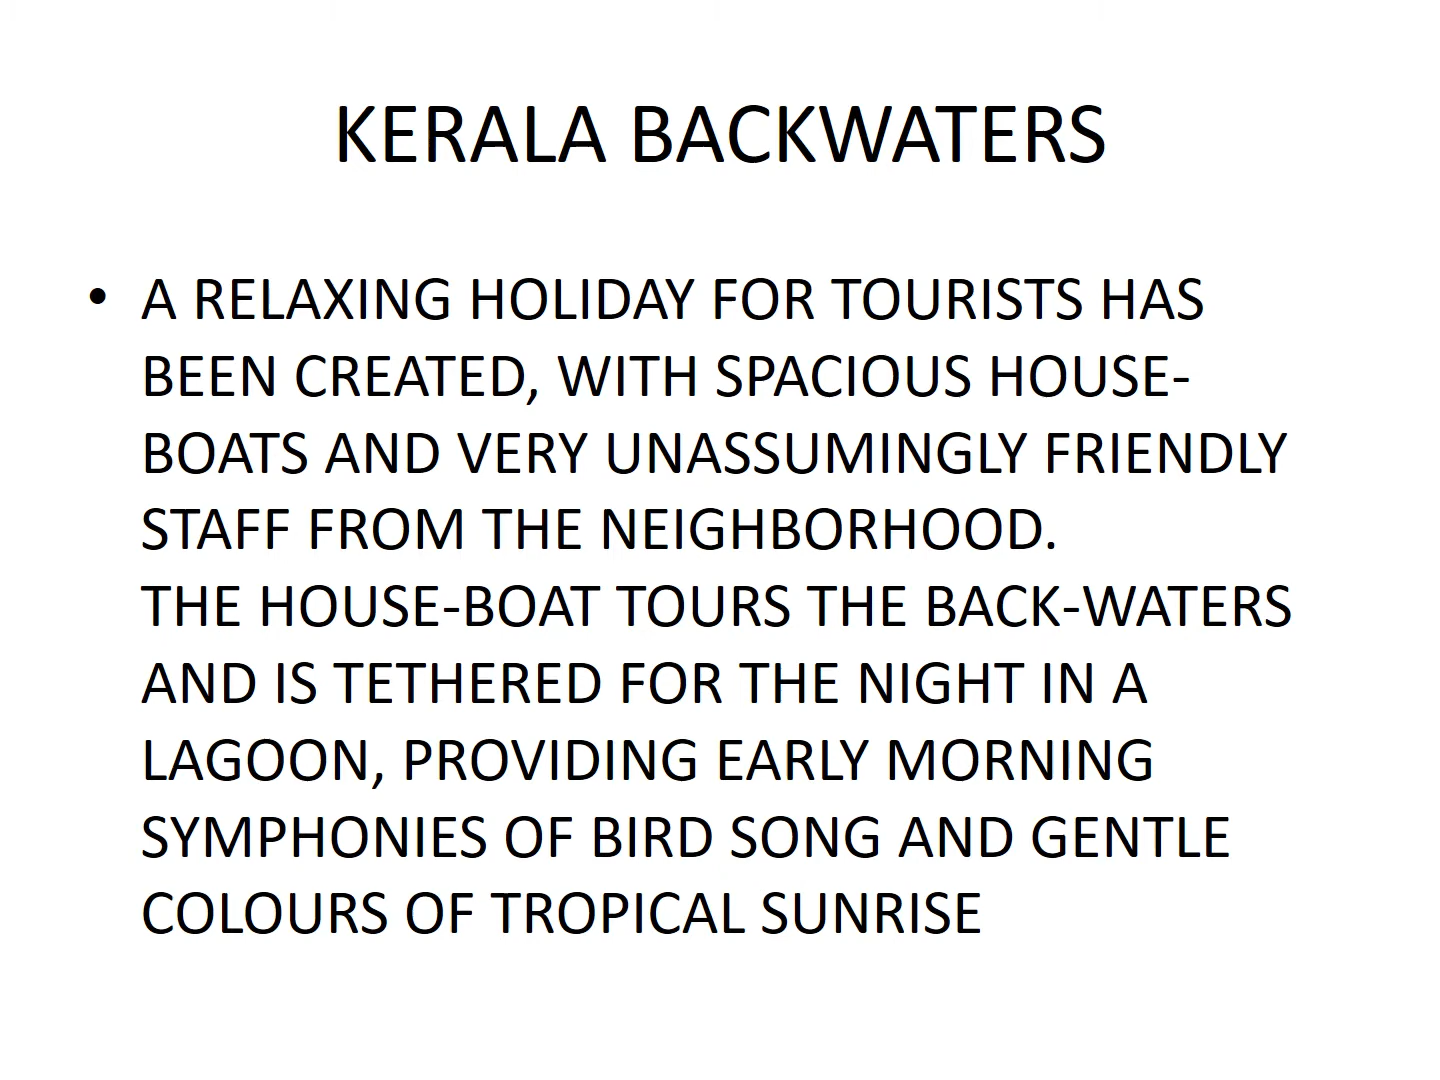 KERALA BACKWATERS
• A RELAXING HOLIDAY FOR TOURISTS HAS
BEEN CREATED, WITH SPACIOUS HOUSE-
BOATS AND VERY UNASSUMINGLY FRIENDLY
STAFF FROM THE NEIGHBORHOOD.
THE HOUSE-BOAT TOURS THE BACK-WATERS
AND IS TETHERED FOR THE NIGHT IN A
LAGOON, PROVIDING EARLY MORNING
SYMPHONIES OF BIRD SONG AND GENTLE
COLOURS OF TROPICAL SUNRISE